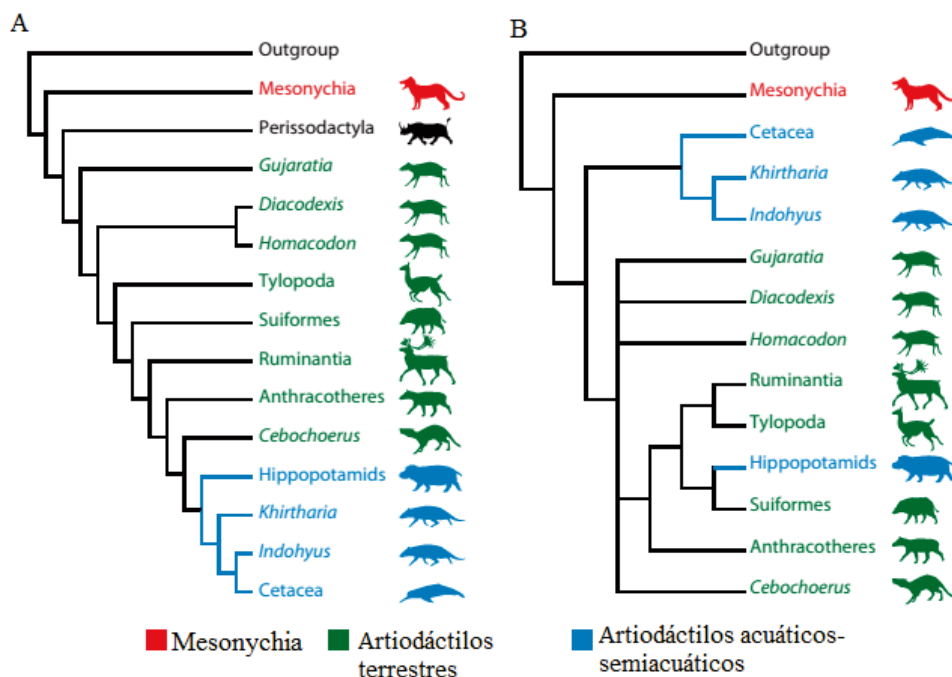 A
Outgroup
Mesonychia
Perissodactyla
Gujaratia
Diacodexis
Homacodon
Tylopoda
Suiformes
Ruminantia
Anthracotheres
Cebochoerus
Hippopotamids
Khirtharia
Indohyus
Cetacea
B
Outgroup
Mesonychia
Cetacea
Khirtharia
Indohyus
Gujaratia
Diacodexis
Homacodon
Ruminantia
Tylopoda
Hippopotamids
Suiformes
Anthracotheres
Cebochoerus
Mesonychia
Artiodáctilos
terrestres
Artiodáctilos acuáticos-
semiacuáticos